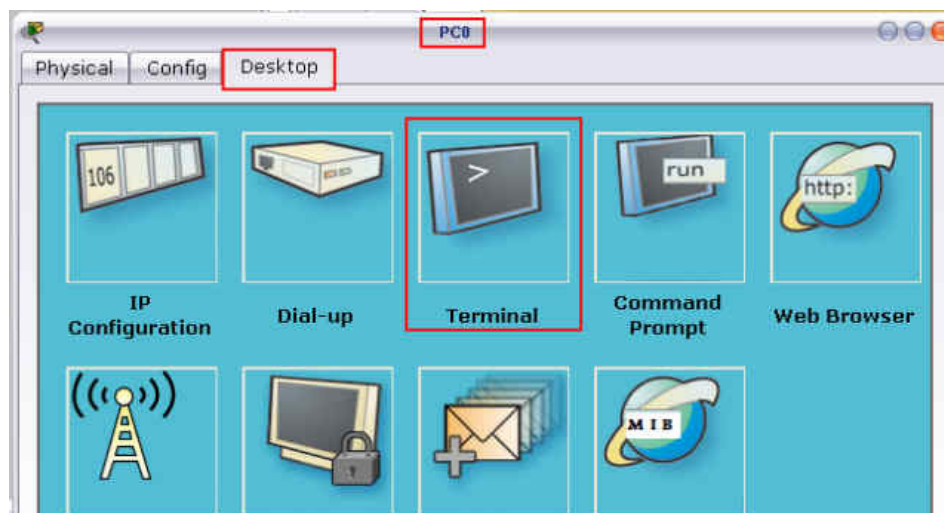 PC0
Physical Config Desktop
106
>
run
http:
IP
Configuration
Dial-up
Terminal
Command
Prompt
Web Browser
MIB